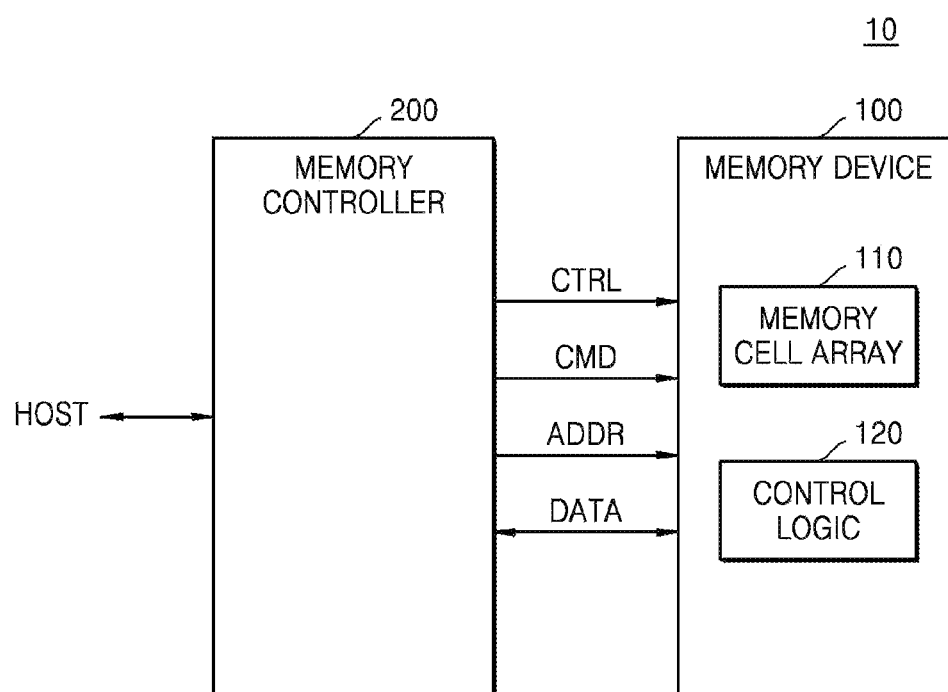 10
200
100
MEMORY
CONTROLLER
MEMORY DEVICE
CTRL
110
MEMORY
CELL ARRAY
CMD
HOST
ADDR
120
CONTROL
LOGIC
DATA